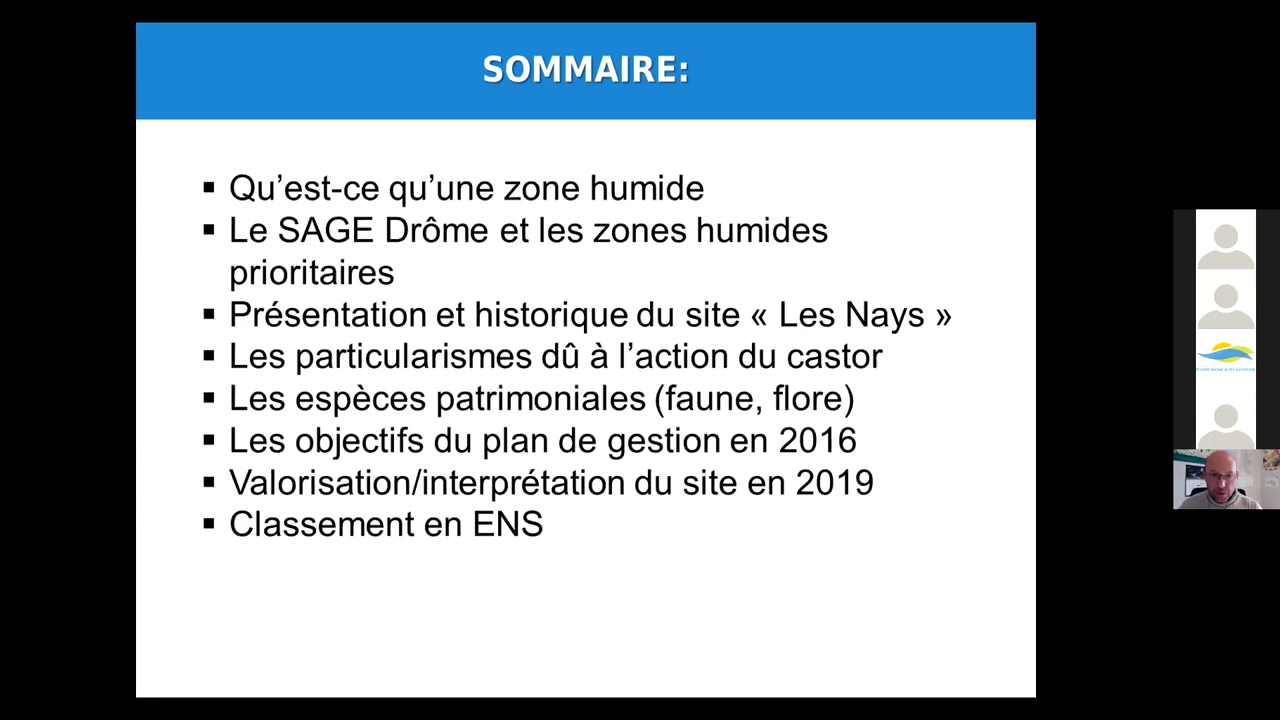 SOMMAIRE:
▪ Qu’est-ce qu’une zone humide
▪ Le SAGE Drôme et les zones humides
prioritaires
▪ Présentation et historique du site « Les Nays »
▪ Les particularismes dû à l’action du castor
▪ Les espèces patrimoniales (faune, flore)
▪ Les objectifs du plan de gestion en 2016
▪ Valorisation/interprétation du site en 2019
▪ Classement en ENS